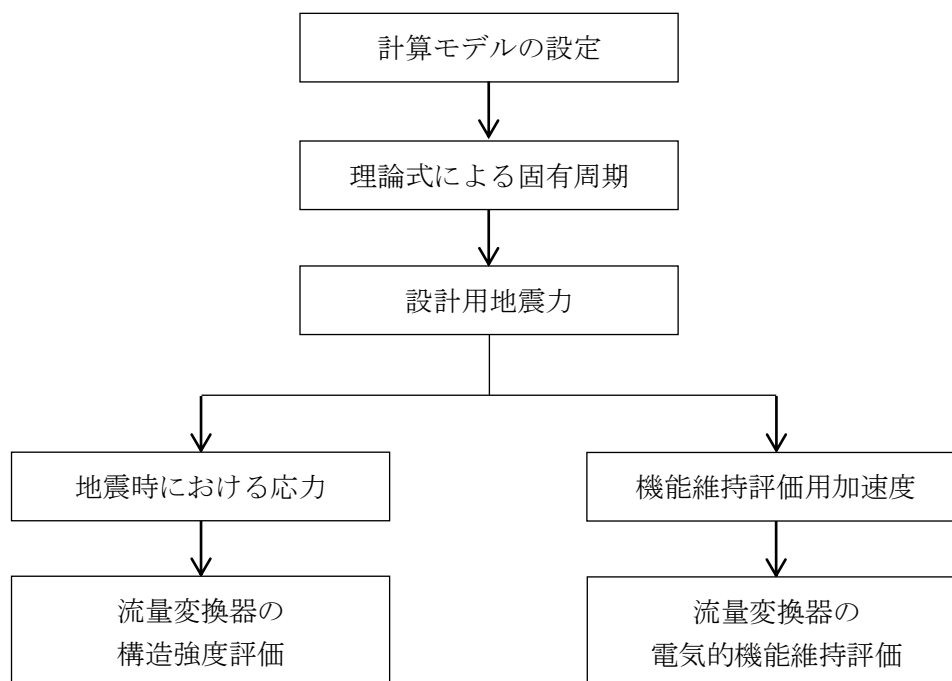 計算モデルの設定
理論式による固有周期
設計用地震力
地震時における応力
機能維持評価用加速度
流量変換器の
構造強度評価
流量変換器の
電気的機能維持評価